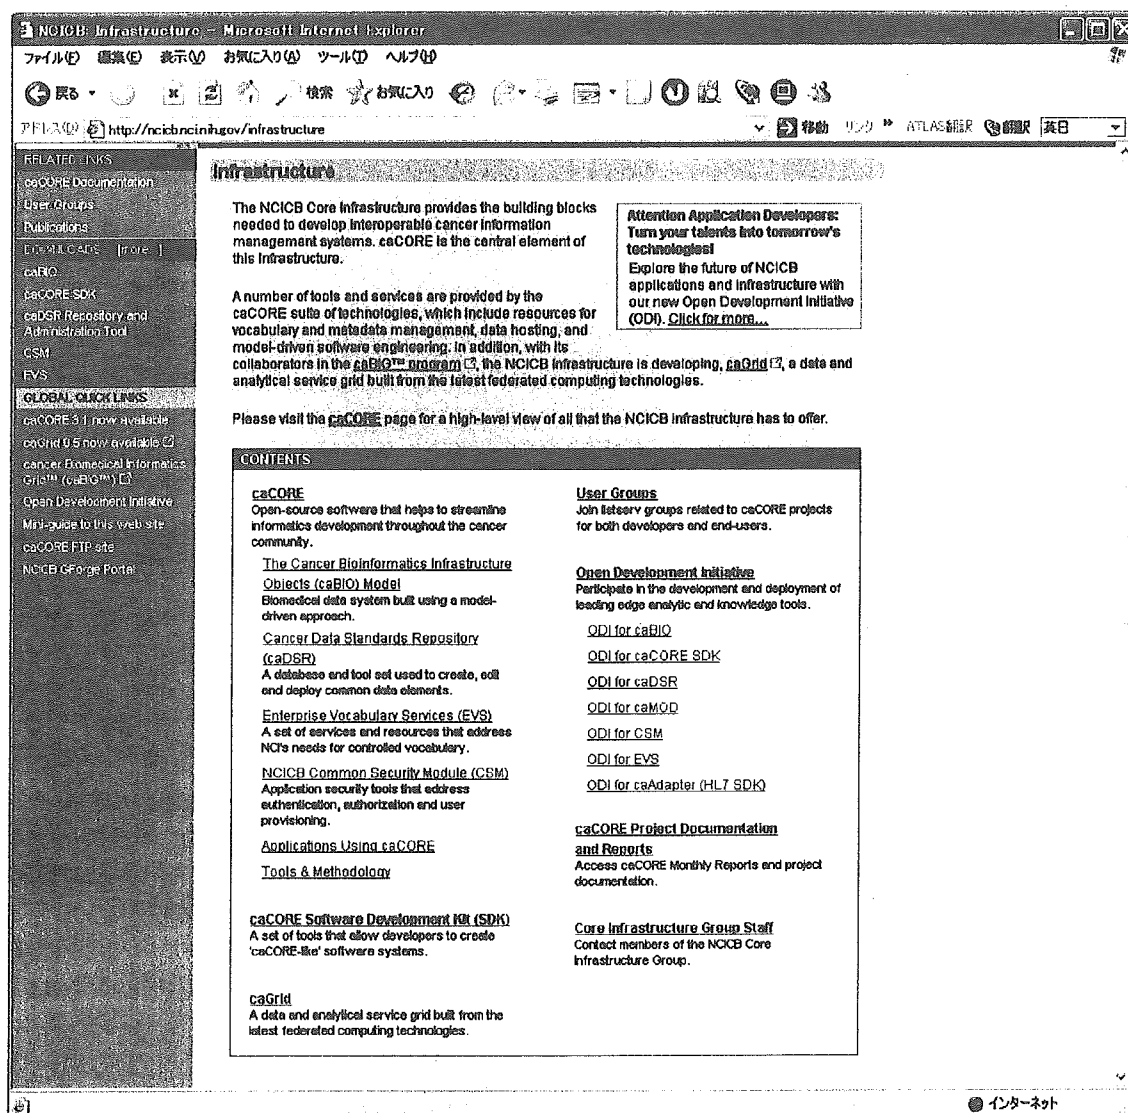 NCICB: Infrastructure - Microsoft Internet Explorer
ファイル(F) 編集(E) 表示(V) お気に入り(A) ツール(T) ヘルプ(H)
戻る 検索 お気に入り
アドレス(D) http://ncicb.nci.nih.gov/infrastructure 移動 リンク » ATLAS翻訳 翻訳 英日
RELATED LINKS
caCORE Documentation
User Groups
Publications
DOWNLOADS [more...]
caBIO
caCORE SDK
caDSR Repository and
Administration Tool
CSM
EVS
GLOBAL QUICK LINKS
caCORE 3.1 now available
caGrid 0.5 now available
cancer Biomedical Informatics
Grid™ (caBIG™)
Open Development Initiative
Mini-guide to this web site
caCORE FTP site
NCICB GForge Portal
Infrastructure
The NCICB Core Infrastructure provides the building blocks
needed to develop interoperable cancer information
management systems. caCORE is the central element of
this infrastructure.
Attention Application Developers:
Turn your talents into tomorrow's
technologies!
Explore the future of NCICB
applications and infrastructure with
our new Open Development Initiative
(ODI). Click for more...
A number of tools and services are provided by the
caCORE suite of technologies, which include resources for
vocabulary and metadata management, data hosting, and
model-driven software engineering. In addition, with its
collaborators in the caBIG™ program, the NCICB Infrastructure is developing, caGrid, a data and
analytical service grid built from the latest federated computing technologies.
Please visit the caCORE page for a high-level view of all that the NCICB Infrastructure has to offer.
CONTENTS
caCORE
Open-source software that helps to streamline
informatics development throughout the cancer
community.
The Cancer Bioinformatics Infrastructure
Objects (caBIO) Model
Biomedical data system built using a model-
driven approach.
Cancer Data Standards Repository
(caDSR)
A database and tool set used to create, edit
and deploy common data elements.
Enterprise Vocabulary Services (EVS)
A set of services and resources that address
NCI's needs for controlled vocabulary.
NCICB Common Security Module (CSM)
Application security tools that address
authentication, authorization and user
provisioning.
Applications Using caCORE
Tools & Methodology
caCORE Software Development Kit (SDK)
A set of tools that allow developers to create
'caCORE-like' software systems.
caGrid
A data and analytical service grid built from the
latest federated computing technologies.
User Groups
Join listserv groups related to caCORE projects
for both developers and end-users.
Open Development Initiative
Participate in the development and deployment of
leading edge analytic and knowledge tools.
ODI for caBIO
ODI for caCORE SDK
ODI for caDSR
ODI for caMOD
ODI for CSM
ODI for EVS
ODI for caAdapter (HL7 SDK)
caCORE Project Documentation
and Reports
Access caCORE Monthly Reports and project
documentation.
Core Infrastructure Group Staff
Contact members of the NCICB Core
Infrastructure Group.
インターネット